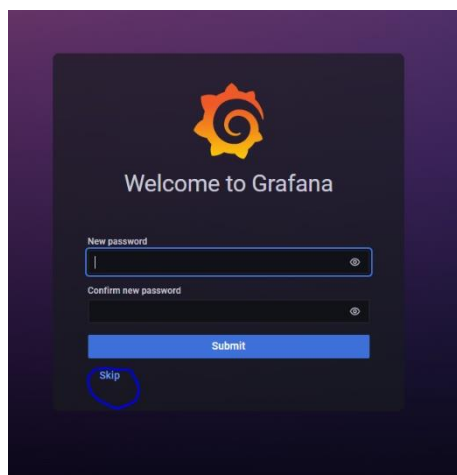 Welcome to Grafana
New password
Confirm new password
Submit
Skip